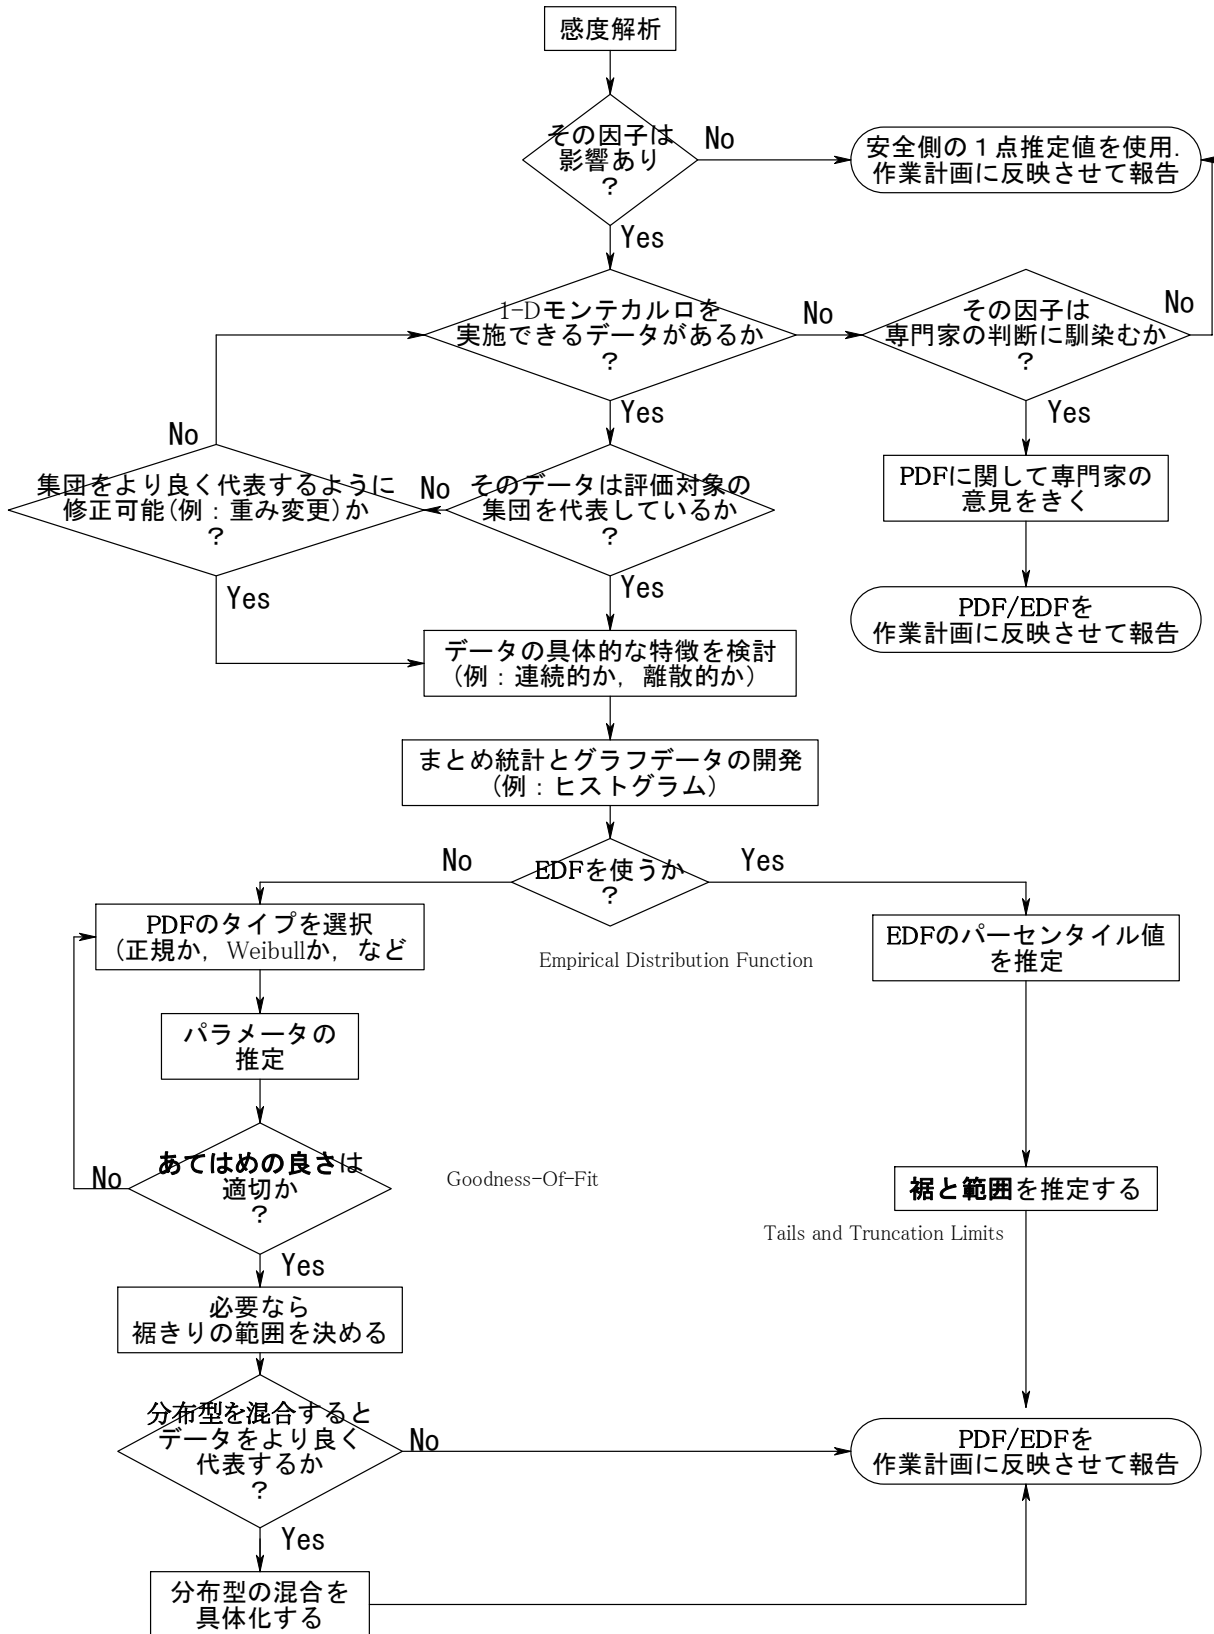 感度解析
その因子は
影響あり
?
No
安全側の１点推定値を使用.
作業計画に反映させて報告
Yes
1-Dモンテカルロを
実施できるデータがあるか
?
No
その因子は
専門家の判断に馴染むか
?
No
Yes
Yes
PDFに関して専門家の
意見をきく
PDF/EDFを
作業計画に反映させて報告
そのデータは評価対象の
集団を代表しているか
?
No
集団をより良く代表するように
修正可能(例：重み変更)か
?
No
Yes
Yes
データの具体的な特徴を検討
(例：連続的か, 離散的か)
まとめ統計とグラフデータの開発
(例：ヒストグラム)
EDFを使うか
?
No
Yes
Empirical Distribution Function
PDFのタイプを選択
(正規か, Weibullか, など
EDFのパーセンタイル値
を推定
パラメータの
推定
あてはめの良さは
適切か
?
No
Goodness-Of-Fit
裾と範囲を推定する
Tails and Truncation Limits
Yes
必要なら
裾きりの範囲を決める
分布型を混合すると
データをより良く
代表するか
?
No
PDF/EDFを
作業計画に反映させて報告
Yes
分布型の混合を
具体化する